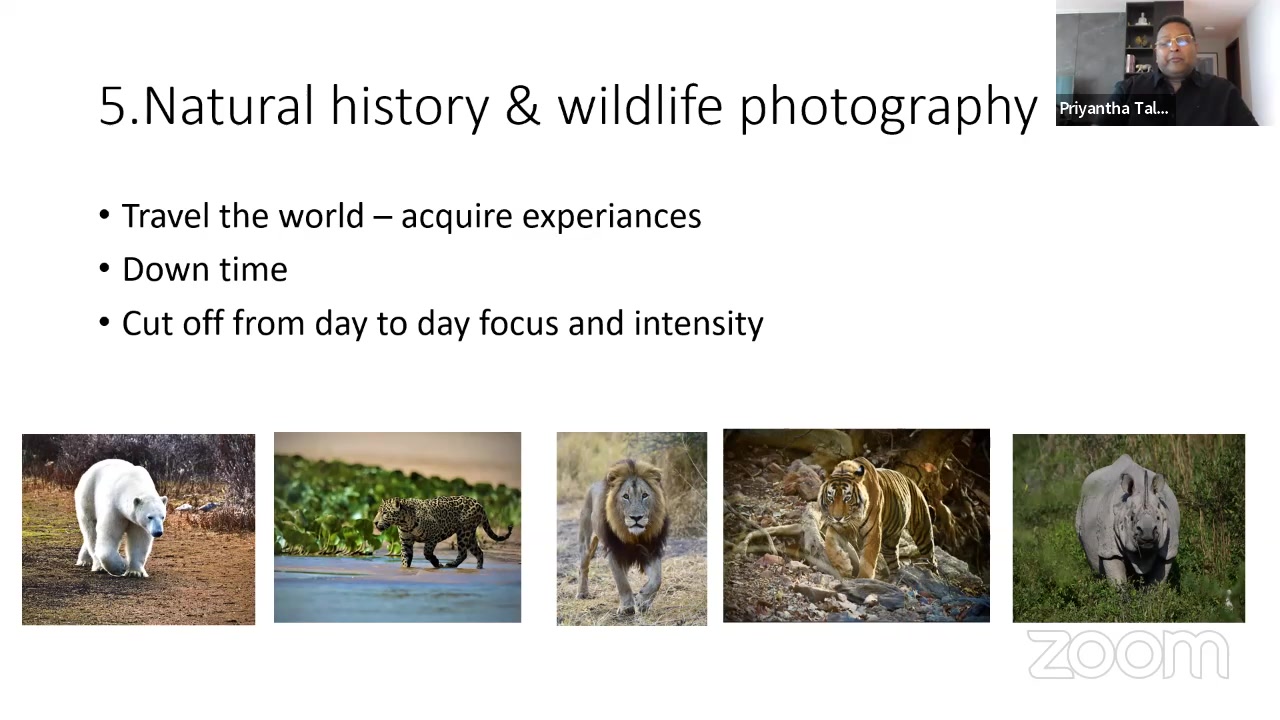 5.Natural history & wildlife photography
Priyantha Tal...
• Travel the world – acquire experiances
• Down time
• Cut off from day to day focus and intensity
zoom